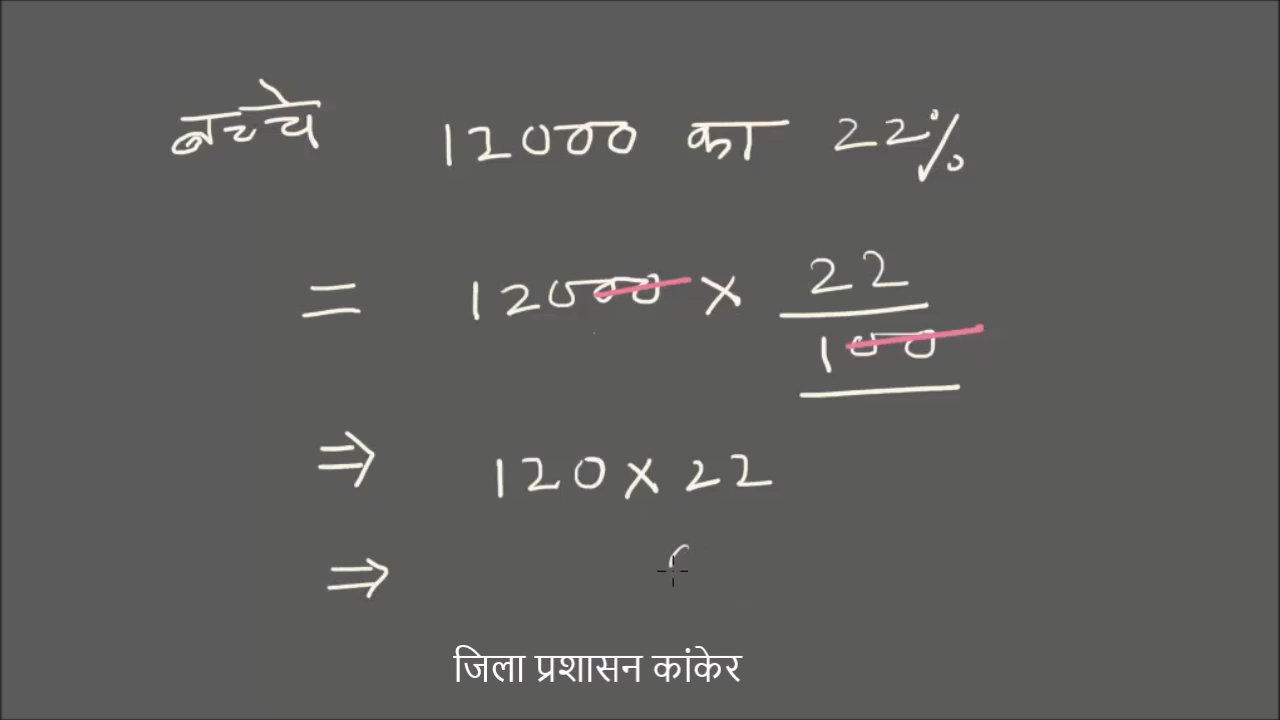 बच्चे 12000 का 22%
= 12000 × 22/100
⇒ 120 × 22
⇒
जिला प्रशासन कांकेर